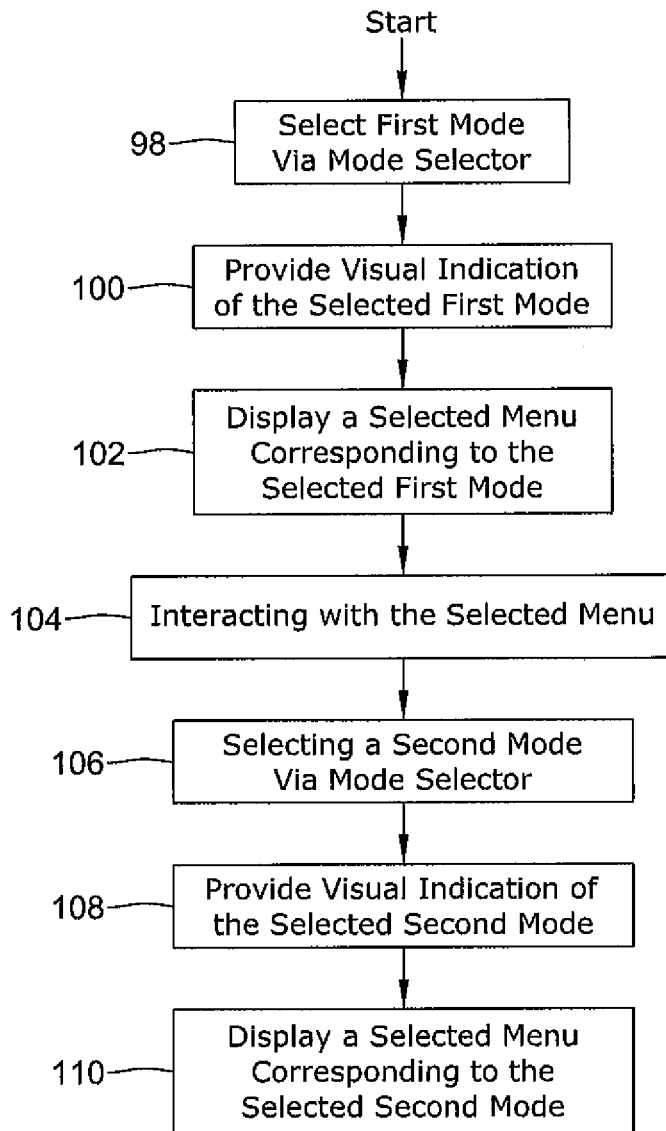 Start
98
Select First Mode
Via Mode Selector
100
Provide Visual Indication
of the Selected First Mode
102
Display a Selected Menu
Corresponding to the
Selected First Mode
104
Interacting with the Selected Menu
106
Selecting a Second Mode
Via Mode Selector
108
Provide Visual Indication of
the Selected Second Mode
110
Display a Selected Menu
Corresponding to the
Selected Second Mode